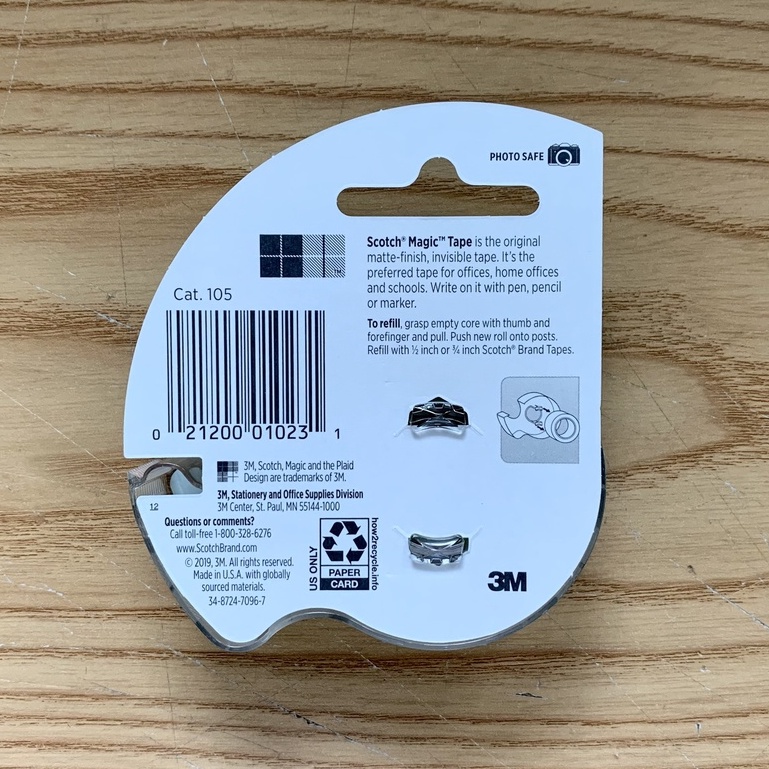 PHOTO SAFE
Scotch® Magic™ Tape is the original
matte-finish, invisible tape. It's the
preferred tape for offices, home offices
and schools. Write on it with pen, pencil
or marker.
To refill, grasp empty core with thumb and
forefinger and pull. Push new roll onto posts.
Refill with ½ inch or ¾ inch Scotch® Brand Tapes.
TM
Cat. 105
0 21200 01023 1
3M, Scotch, Magic and the Plaid
Design are trademarks of 3M.
3M, Stationery and Office Supplies Division
3M Center, St. Paul, MN 55144-1000
12
Questions or comments?
Call toll-free 1-800-328-6276
www.ScotchBrand.com
© 2019, 3M. All rights reserved.
Made in U.S.A. with globally
sourced materials.
34-8724-7096-7
US ONLY
PAPER
CARD
how2recycle.info
3M